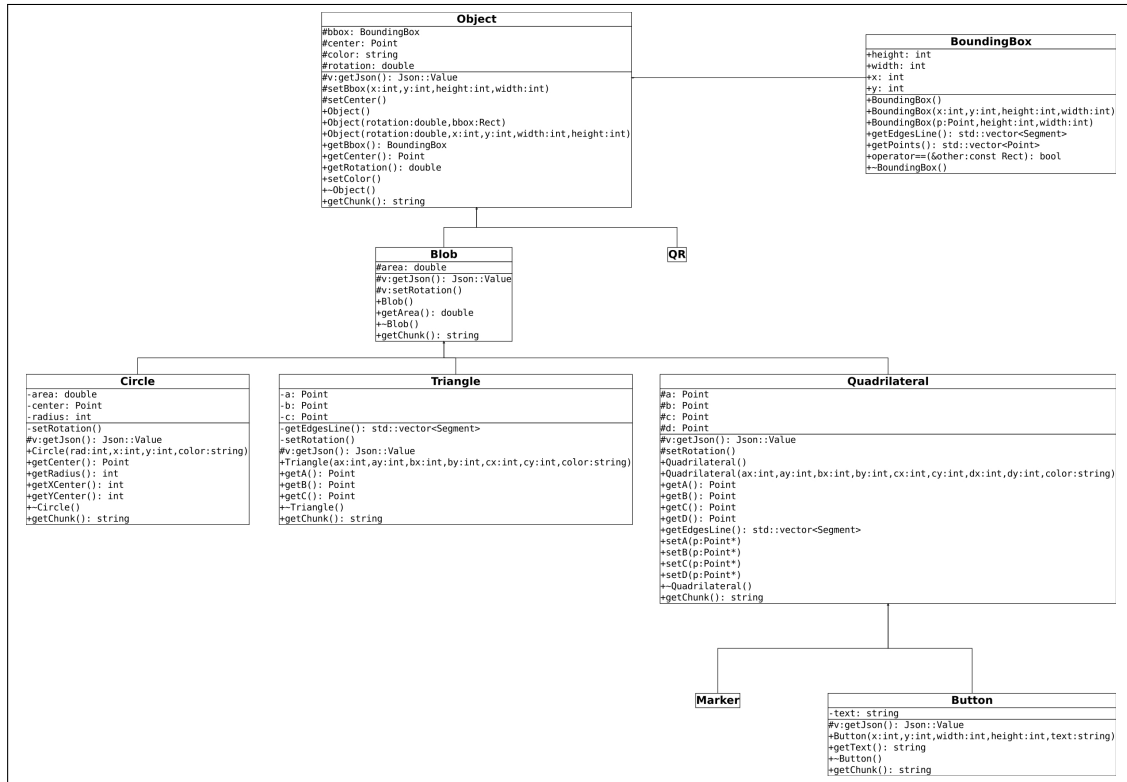 Object
#bbox: BoundingBox
#center: Point
#color: string
#rotation: double
#v:getJson(): Json::Value
#setBbox(x:int,y:int,height:int,width:int)
#setCenter()
+Object()
+Object(rotation:double,bbox:Rect)
+Object(rotation:double,x:int,y:int,width:int,height:int)
+getBbox(): BoundingBox
+getCenter(): Point
+getRotation(): double
+setColor()
+~Object()
+getChunk(): string
BoundingBox
+height: int
+width: int
+x: int
+y: int
+BoundingBox()
+BoundingBox(x:int,y:int,height:int,width:int)
+BoundingBox(p:Point,height:int,width:int)
+getEdgesLine(): std::vector<Segment>
+getPoints(): std::vector<Point>
+operator==(&other:const Rect): bool
+~BoundingBox()
Blob
#area: double
#v:getJson(): Json::Value
#v:setRotation()
+Blob()
+getArea(): double
+~Blob()
+getChunk(): string
QR
Circle
-area: double
-center: Point
-radius: int
-setRotation()
#v:getJson(): Json::Value
+Circle(rad:int,x:int,y:int,color:string)
+getCenter(): Point
+getRadius(): int
+getXCenter(): int
+getYCenter(): int
+~Circle()
+getChunk(): string
Triangle
-a: Point
-b: Point
-c: Point
-getEdgesLine(): std::vector<Segment>
-setRotation()
#v:getJson(): Json::Value
+Triangle(ax:int,ay:int,bx:int,by:int,cx:int,cy:int,color:string)
+getA(): Point
+getB(): Point
+getC(): Point
+~Triangle()
+getChunk(): string
Quadrilateral
#a: Point
#b: Point
#c: Point
#d: Point
#v:getJson(): Json::Value
#setRotation()
+Quadrilateral()
+Quadrilateral(ax:int,ay:int,bx:int,by:int,cx:int,cy:int,dx:int,dy:int,color:string)
+getA(): Point
+getB(): Point
+getC(): Point
+getD(): Point
+getEdgesLine(): std::vector<Segment>
+setA(p:Point*)
+setB(p:Point*)
+setC(p:Point*)
+setD(p:Point*)
+~Quadrilateral()
+getChunk(): string
Marker
Button
-text: string
#v:getJson(): Json::Value
+Button(x:int,y:int,width:int,height:int,text:string)
+getText(): string
+~Button()
+getChunk(): string